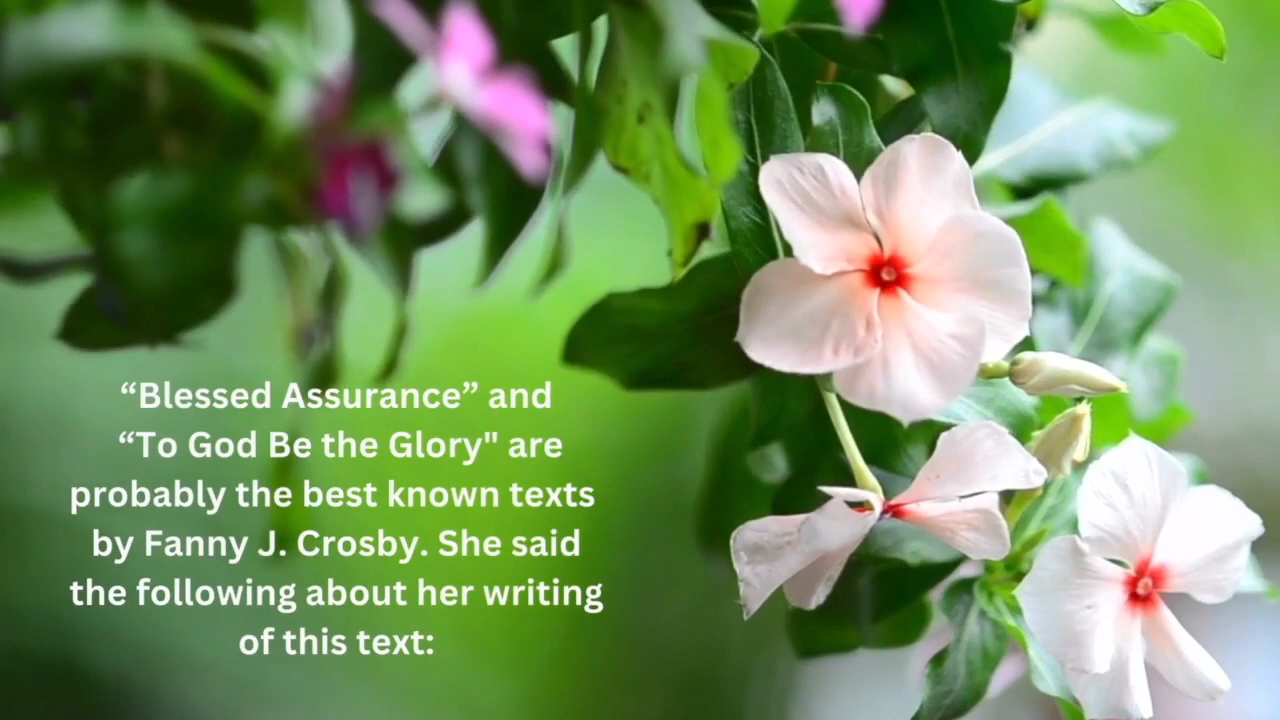 “Blessed Assurance” and
“To God Be the Glory" are
probably the best known texts
by Fanny J. Crosby. She said
the following about her writing
of this text: